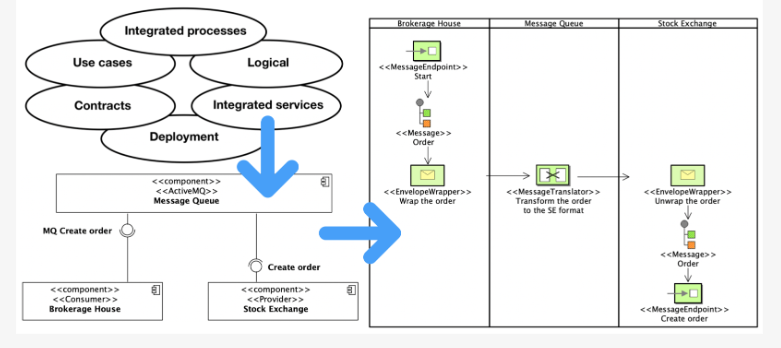 Integrated processes
Use cases
Logical
Contracts
Integrated services
Deployment
<<component>>
<<ActiveMQ>>
Message Queue
MQ Create order
Create order
<<component>>
<<Consumer>>
Brokerage House
<<component>>
<<Provider>>
Stock Exchange
Brokerage House
Message Queue
Stock Exchange
<<MessageEndpoint>>
Start
<<Message>>
Order
<<EnvelopeWrapper>>
Wrap the order
<<MessageTranslator>>
Transform the order
to the SE format
<<EnvelopeWrapper>>
Unwrap the order
<<Message>>
Order
<<MessageEndpoint>>
Create order